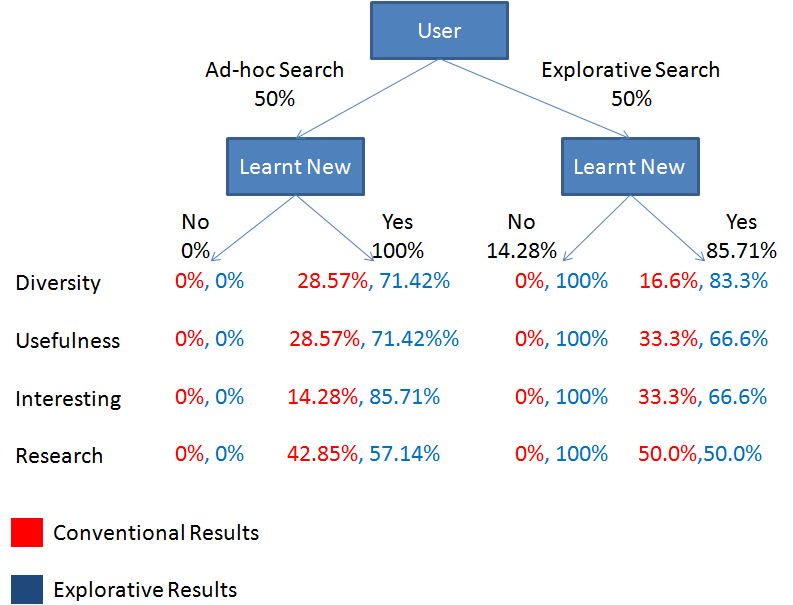 User
Ad-hoc Search
50%
Explorative Search
50%
Learnt New
Learnt New
No
0%
Yes
100%
No
14.28%
Yes
85.71%
Diversity 0%, 0% 28.57%, 71.42% 0%, 100% 16.6%, 83.3%
Usefulness 0%, 0% 28.57%, 71.42%% 0%, 100% 33.3%, 66.6%
Interesting 0%, 0% 14.28%, 85.71% 0%, 100% 33.3%, 66.6%
Research 0%, 0% 42.85%, 57.14% 0%, 100% 50.0%,50.0%
Conventional Results
Explorative Results